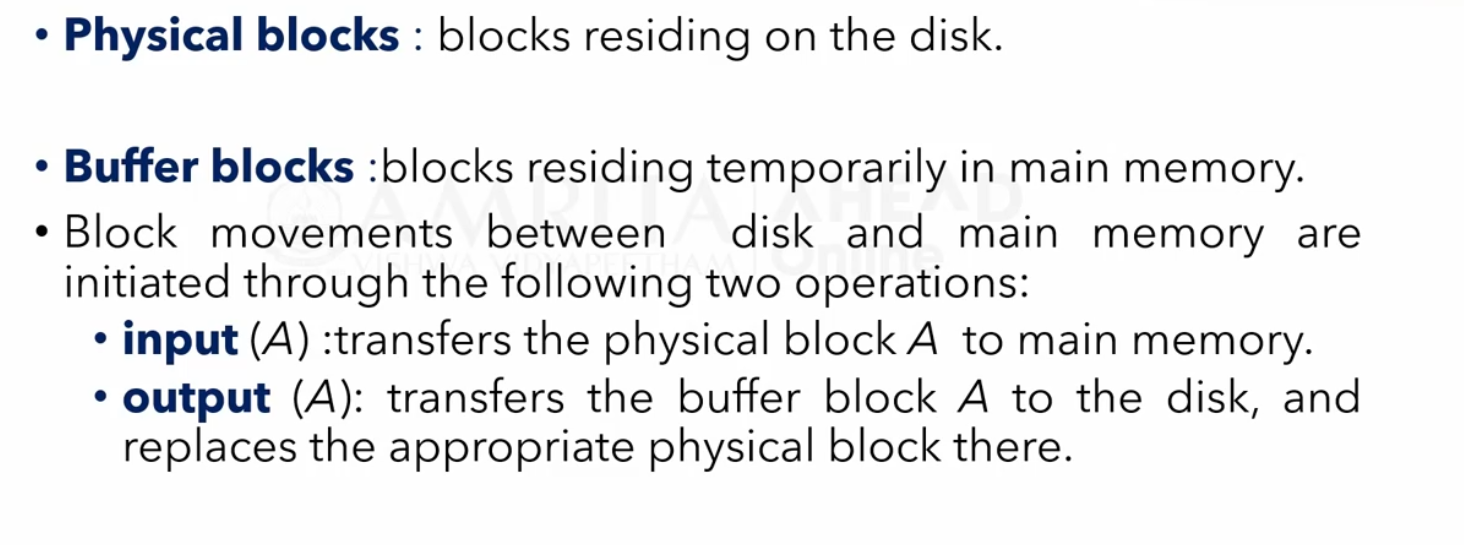 • Physical blocks : blocks residing on the disk.
• Buffer blocks :blocks residing temporarily in main memory.
• Block movements between disk and main memory are
initiated through the following two operations:
• input (A) :transfers the physical block A to main memory.
• output (A): transfers the buffer block A to the disk, and
replaces the appropriate physical block there.
AMRITA AHEAD
VISHWA VIDYAPEETHAM Online